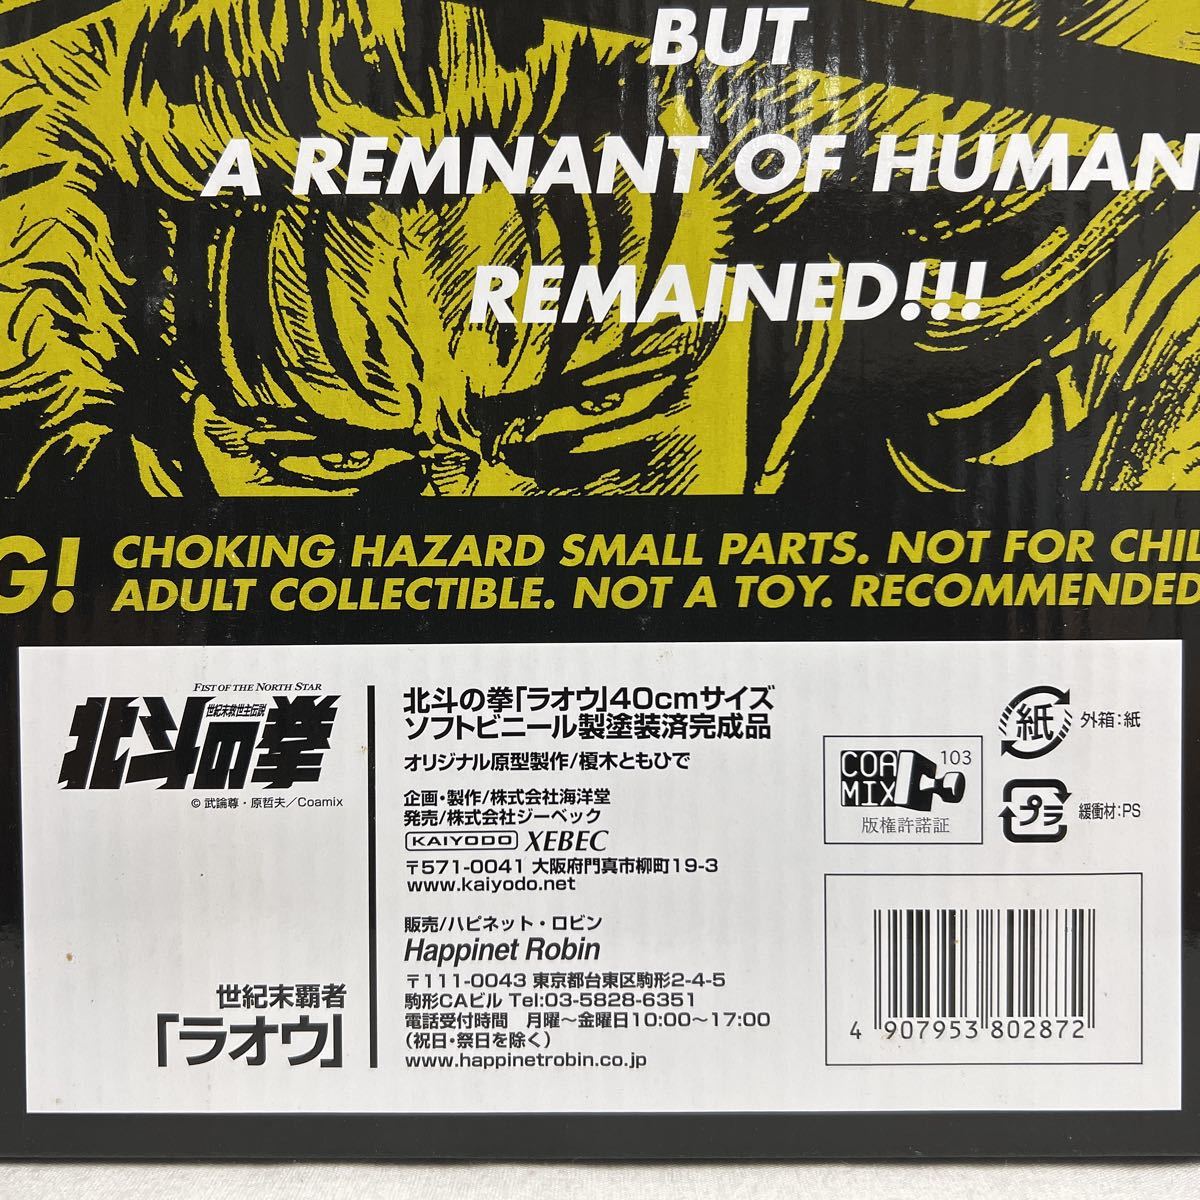 BUT
A REMNANT OF HUMAN
REMAINED!!!
G!
CHOKING HAZARD SMALL PARTS. NOT FOR CHIL
ADULT COLLECTIBLE. NOT A TOY. RECOMMENDED
FIST OF THE NORTH STAR
世紀末救世主伝説
北斗の拳
© 武論尊・原哲夫/Coamix
世紀末覇者
「ラオウ」
北斗の拳「ラオウ」40cmサイズ
ソフトビニール製塗装済完成品
オリジナル原型製作/榎木ともひで
企画・製作/株式会社海洋堂
発売/株式会社ジーベック
KAIYODO XEBEC
〒571-0041 大阪府門真市柳町19-3
www.kaiyodo.net
販売/ハピネット・ロビン
Happinet Robin
〒111-0043 東京都台東区駒形2-4-5
駒形CAビル Tel:03-5828-6351
電話受付時間 月曜〜金曜日10:00〜17:00
(祝日・祭日を除く)
www.happinetrobin.co.jp
COA
MIX
103
版権許諾証
紙
外箱:紙
プラ
緩衝材:PS
4 907953 802872